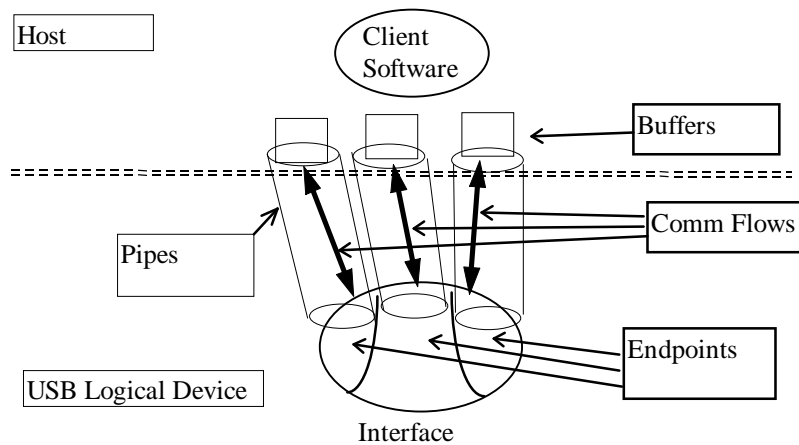 Host
Client
Software
Buffers
Comm Flows
Pipes
Endpoints
USB Logical Device
Interface